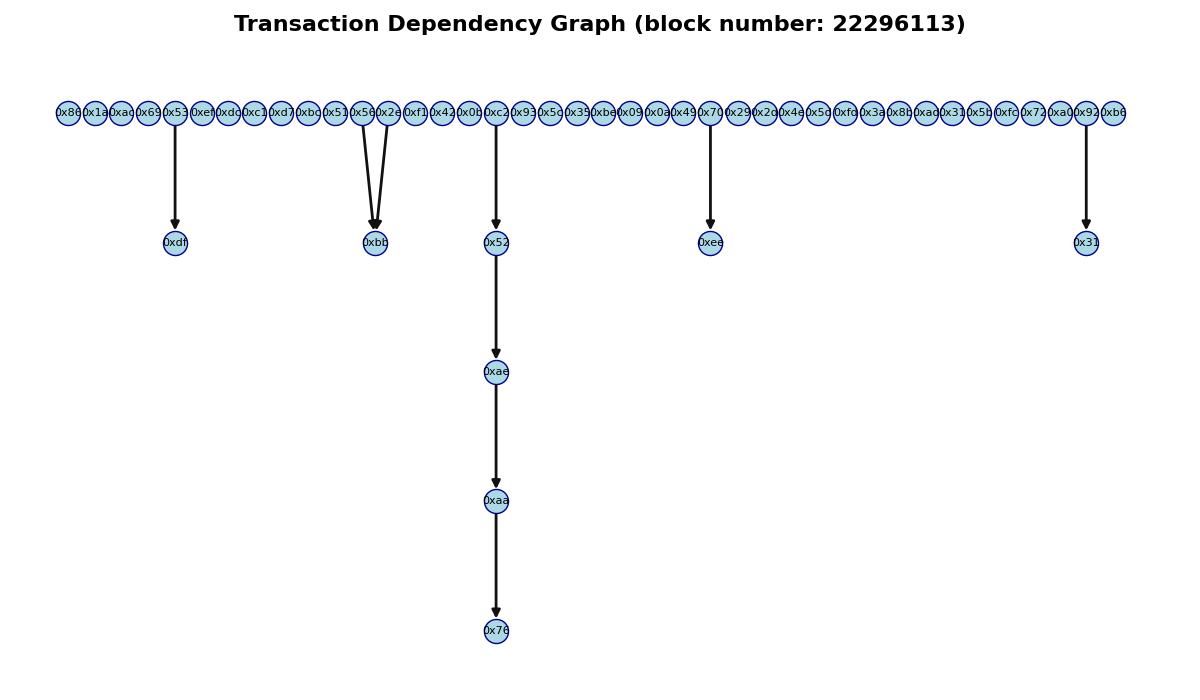 Transaction Dependency Graph (block number: 22296113)
0x86 0x1a 0xac 0x69 0x53 0xef 0xdc 0xc1 0xd7 0xbc 0x51 0x56 0x2e 0xf1 0x42 0x0b 0xc2 0x93 0x5c 0x35 0xbe 0x09 0x0a 0x49 0x70 0x29 0x2d 0x4e 0x5d 0xfd 0x3a 0x8b 0xad 0x31 0x5b 0xfc 0x72 0xa0 0x92 0xb6
0xdf 0xbb 0x52 0xee 0x31
0xae
0xaa
0x76